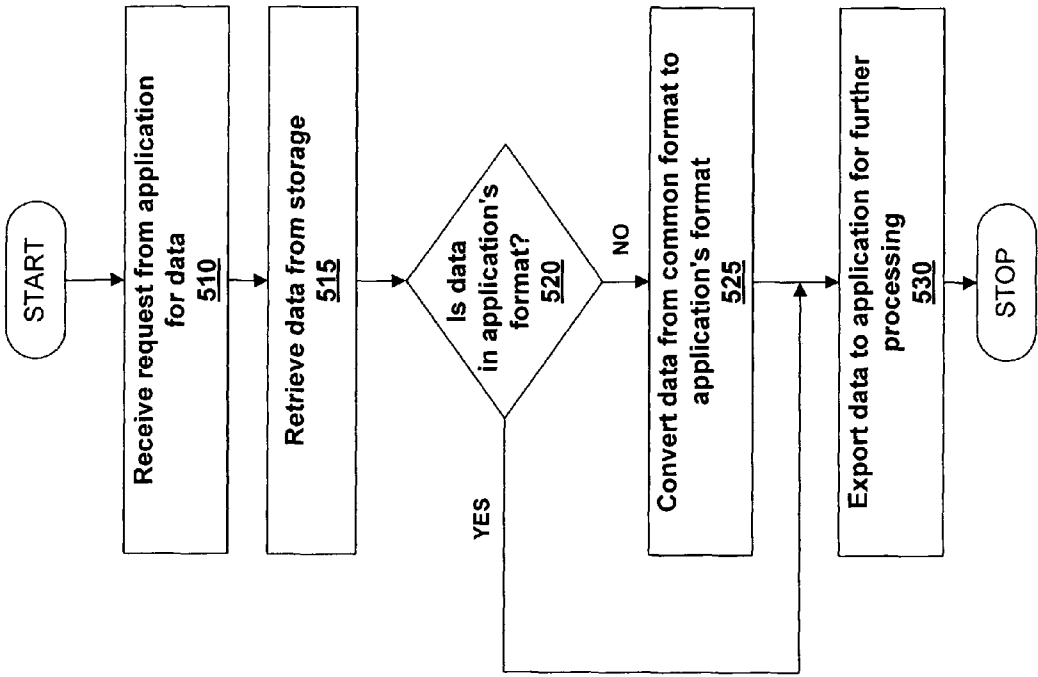 START
Receive request from application
for data
510
Retrieve data from storage
515
Is data
in application's
format?
520
YES
NO
Convert data from common format to
application's format
525
Export data to application for further
processing
530
STOP